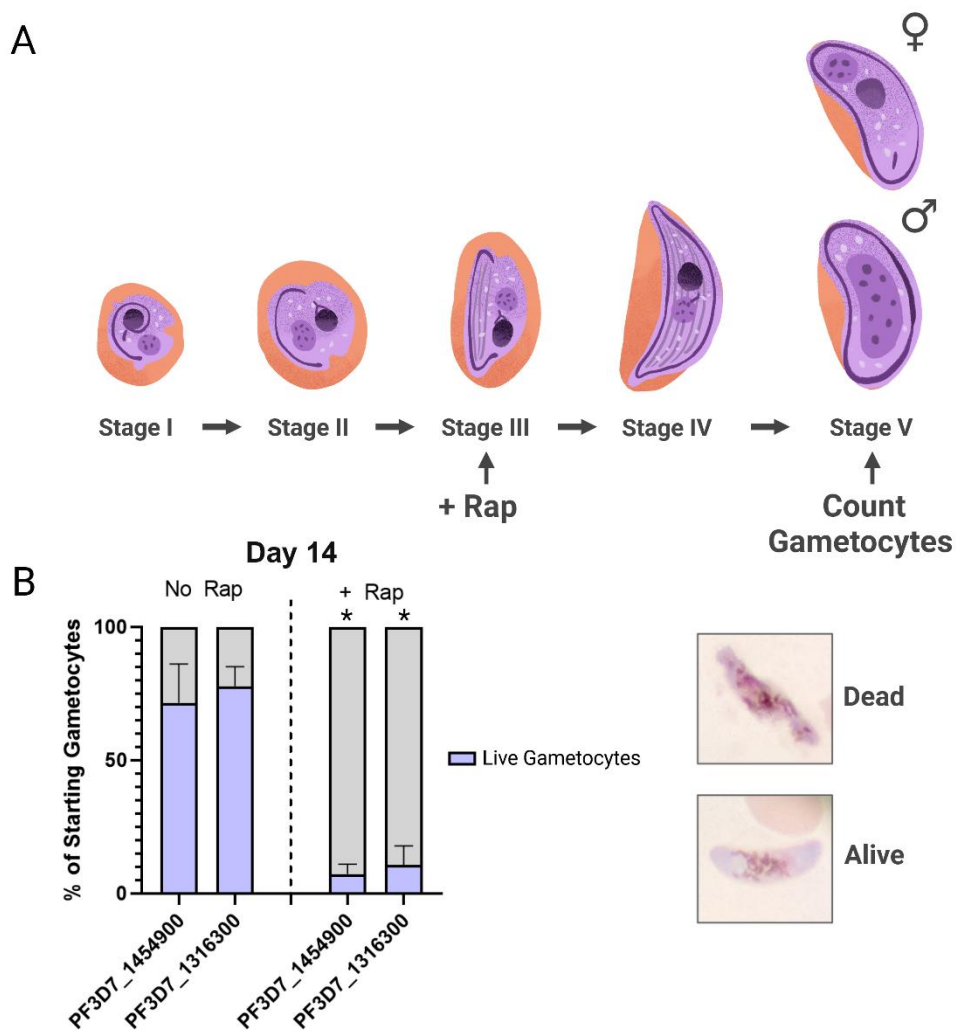 A
♀
♂
Stage I
Stage II
Stage III
Stage IV
Stage V
+ Rap
Count
Gametocytes
B
Day 14
No Rap
+ Rap
* *
% of Starting Gametocytes
100
50
0
PF3D7_1454900
PF3D7_1316300
PF3D7_1454900
PF3D7_1316300
Live Gametocytes
Dead
Alive